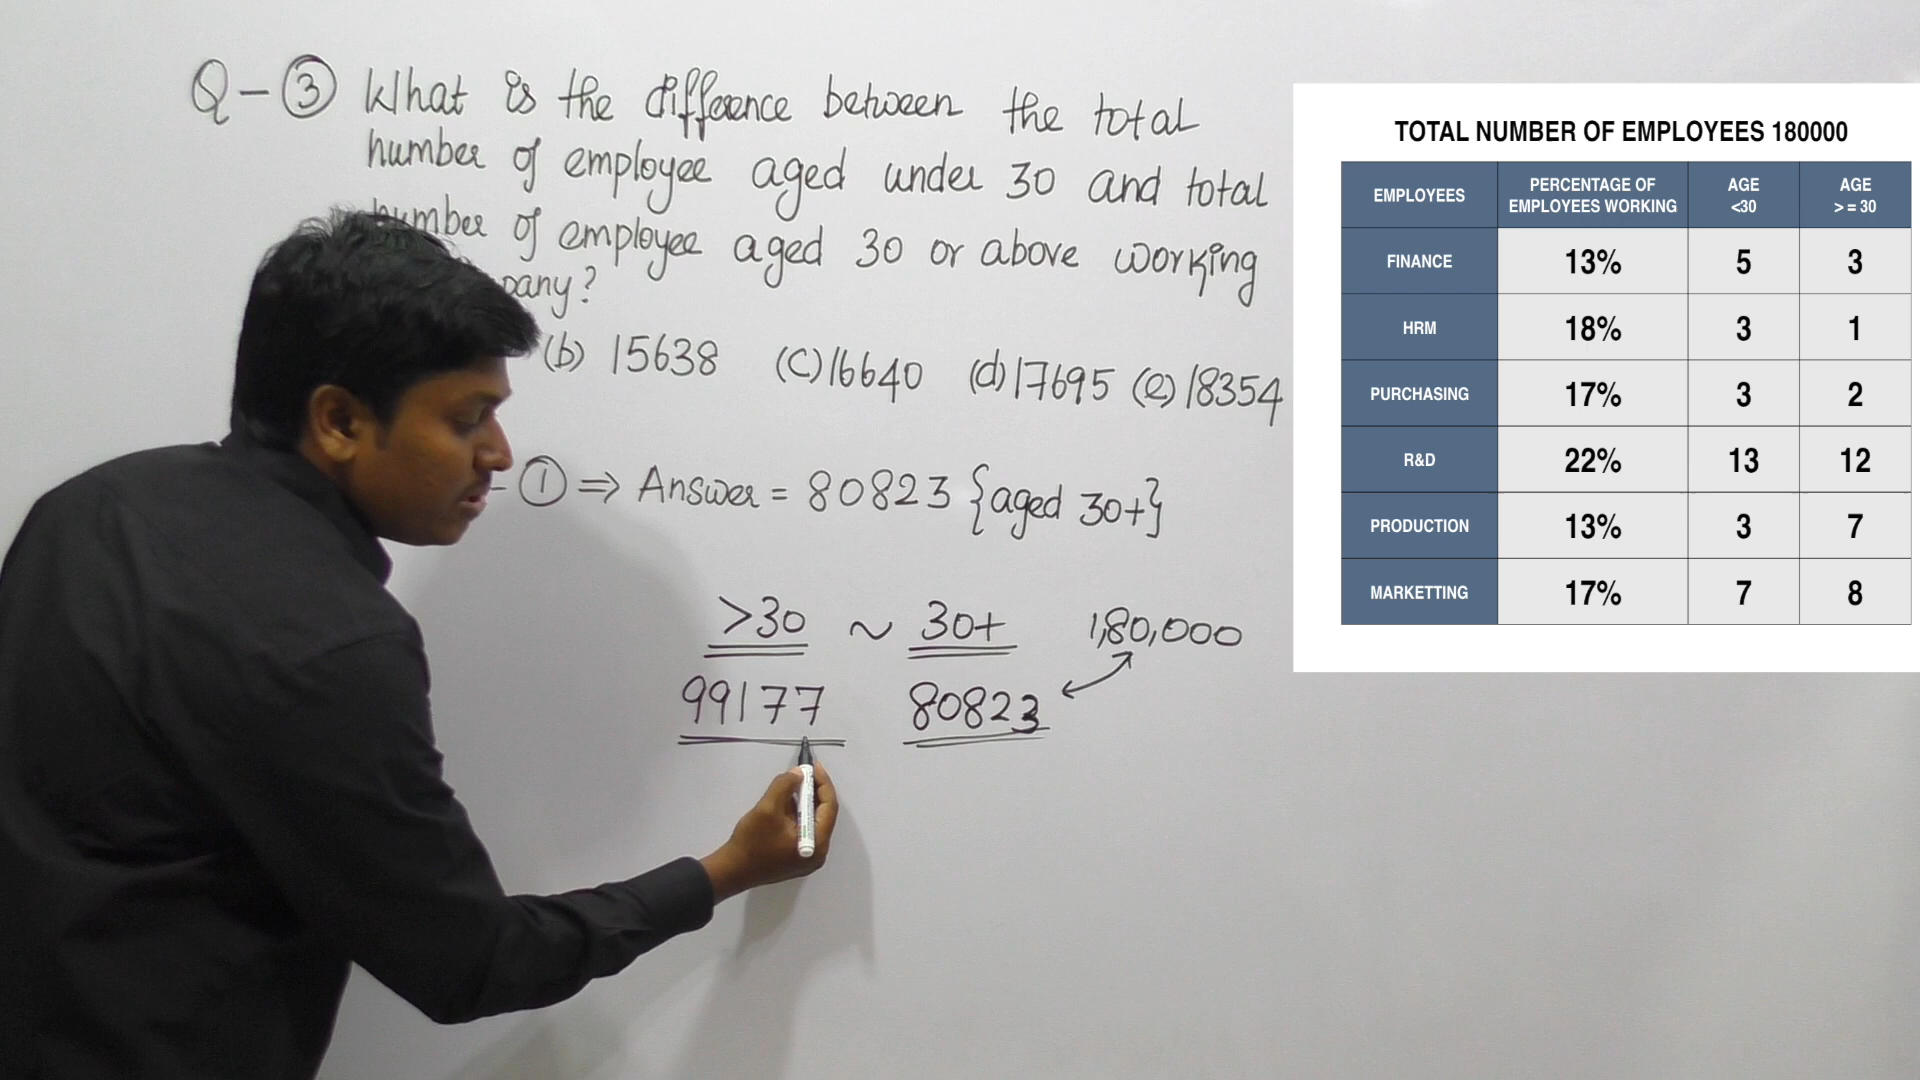 Q-③ What is the difference between the total
number of employee aged under 30 and total
number of employee aged 30 or above working
pany?
(b) 15638 (c) 16640 (d) 17695 (e) 18354
- ① ⇒ Answer = 80823 {aged 30+}
>30 ~ 30+ 1,80,000
99177 80823
TOTAL NUMBER OF EMPLOYEES 180000
EMPLOYEES PERCENTAGE OF EMPLOYEES WORKING AGE <30 AGE > = 30
FINANCE 13% 5 3
HRM 18% 3 1
PURCHASING 17% 3 2
R&D 22% 13 12
PRODUCTION 13% 3 7
MARKETTING 17% 7 8